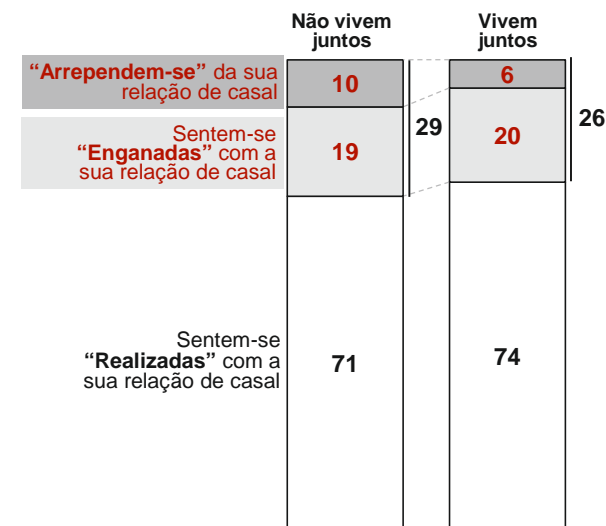 Não vivem
juntos
Vivem
juntos
“Arrependem-se” da sua
relação de casal
10
6
Sentem-se
“Enganadas” com a
sua relação de casal
19
29
20
26
Sentem-se
“Realizadas” com a
sua relação de casal
71
74